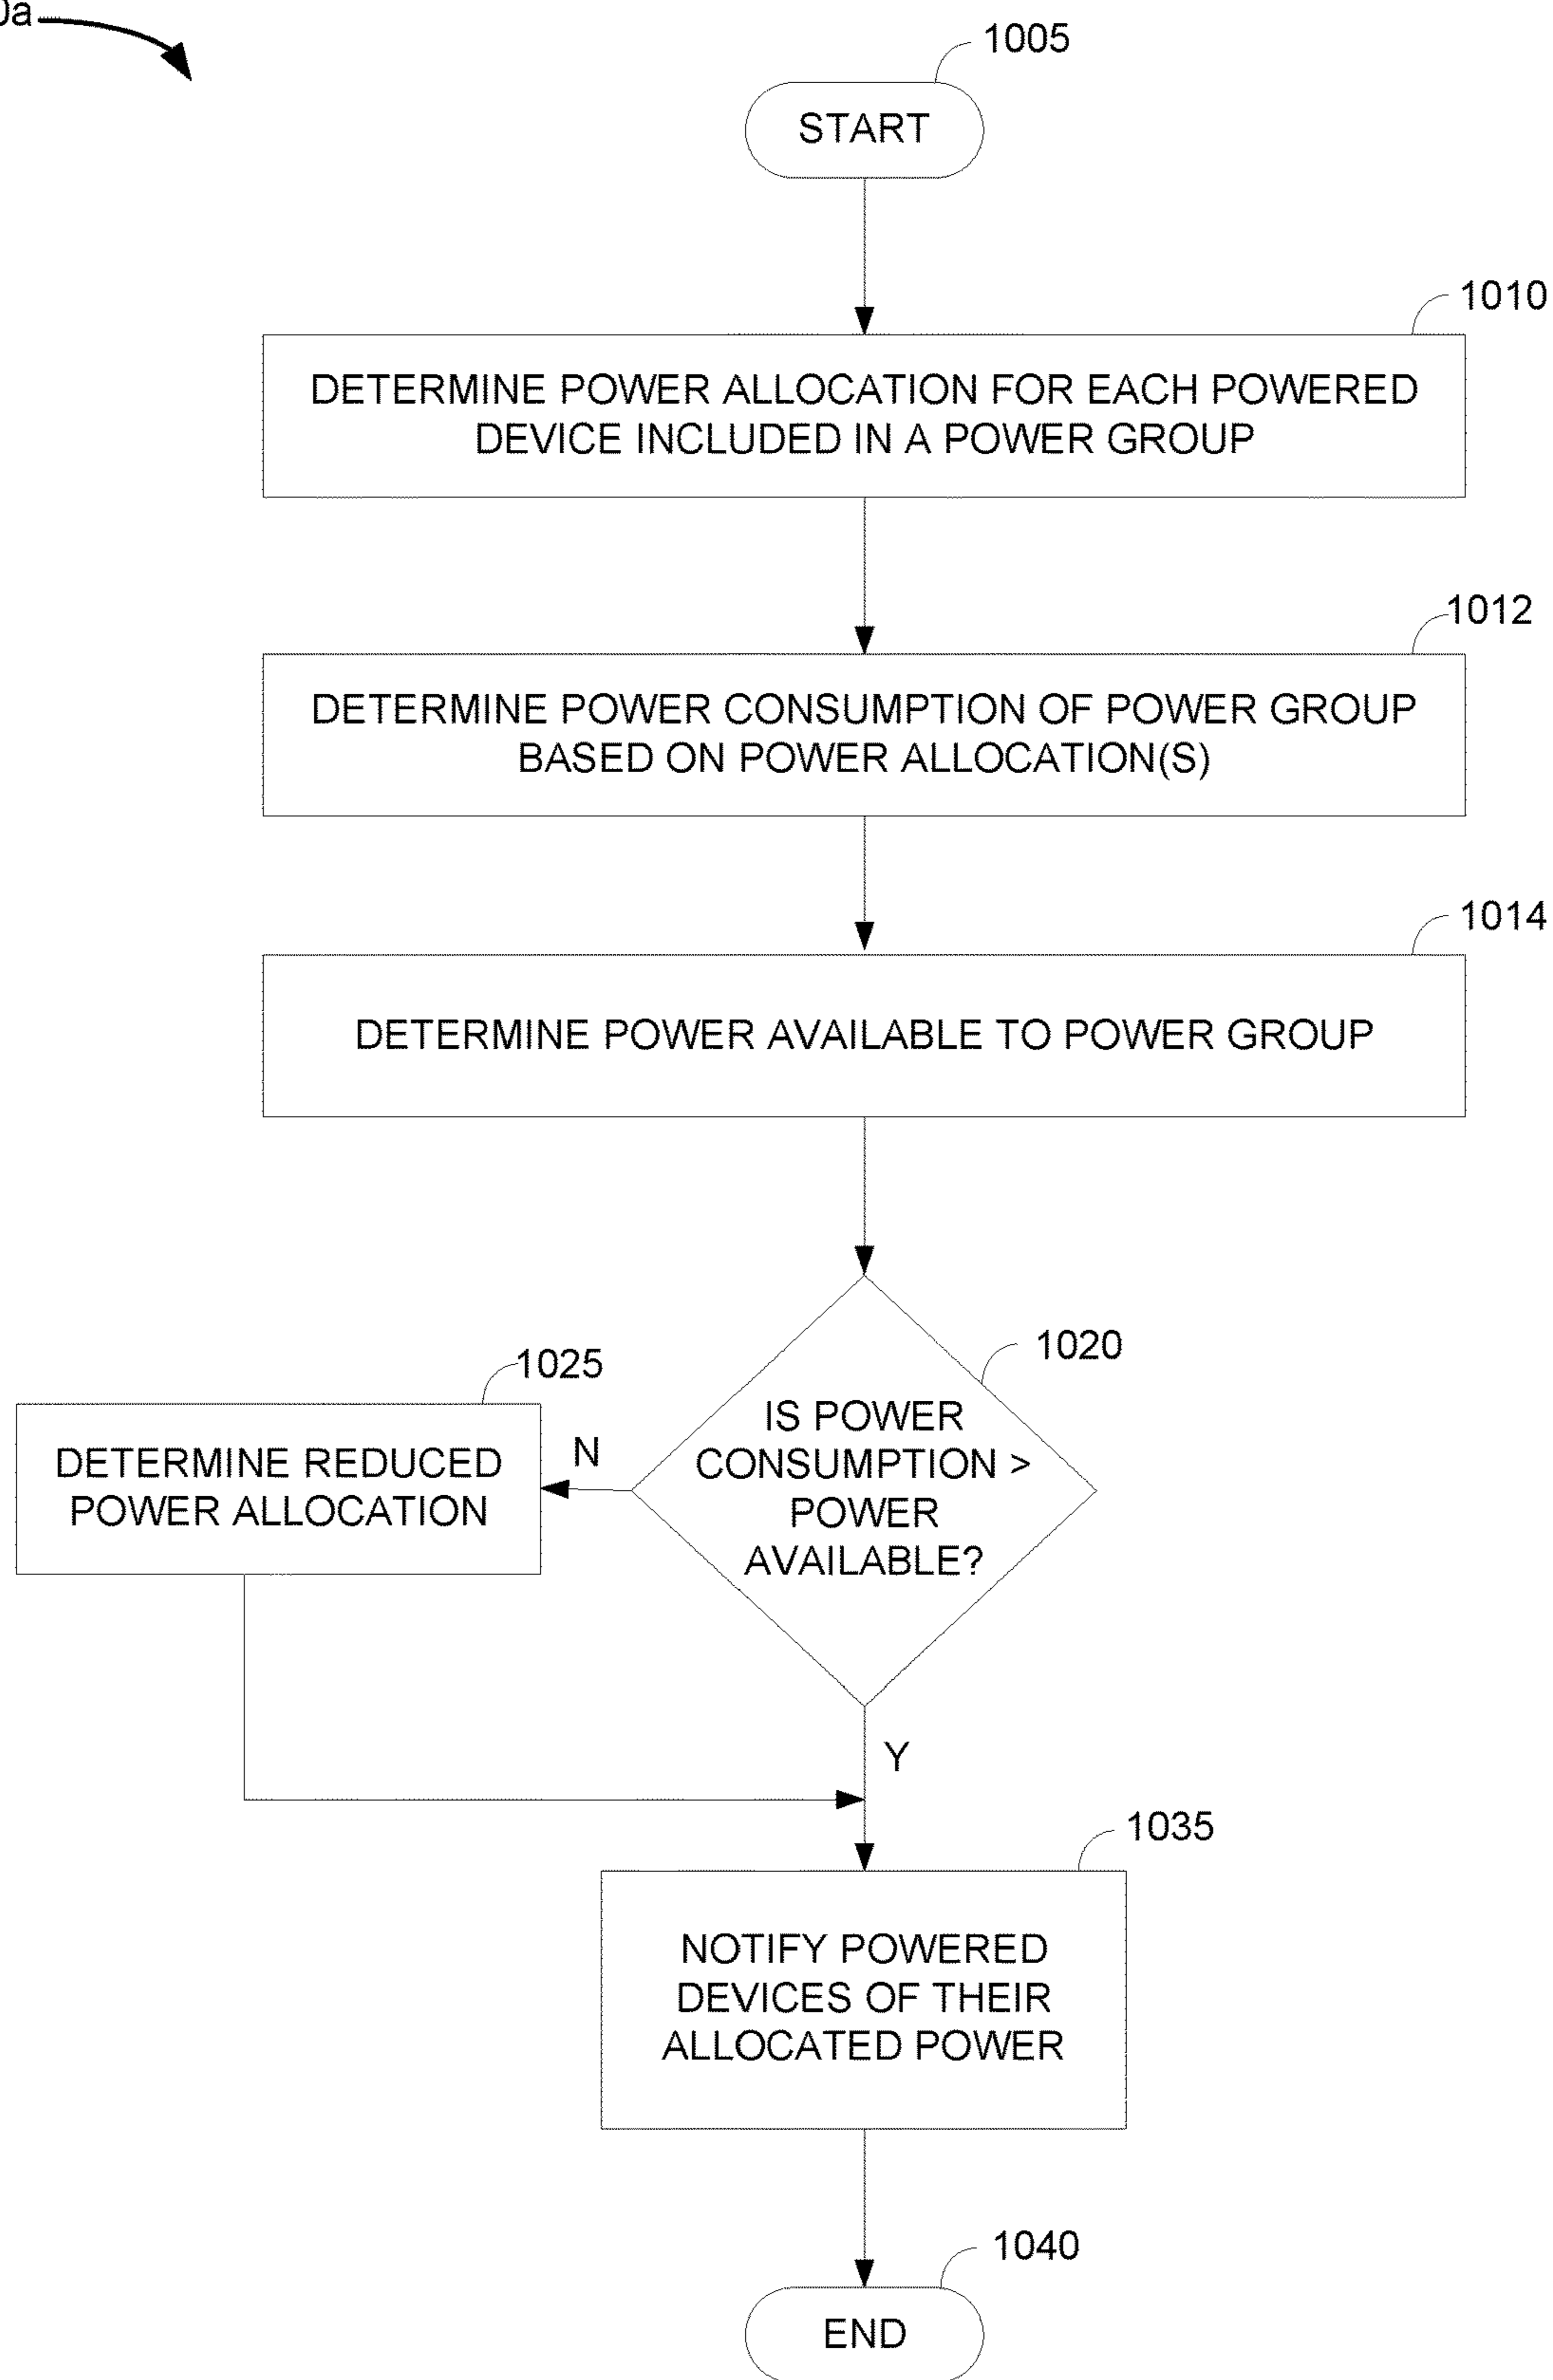 0a
1005
START
1010
DETERMINE POWER ALLOCATION FOR EACH POWERED
DEVICE INCLUDED IN A POWER GROUP
1012
DETERMINE POWER CONSUMPTION OF POWER GROUP
BASED ON POWER ALLOCATION(S)
1014
DETERMINE POWER AVAILABLE TO POWER GROUP
1020
IS POWER
CONSUMPTION >
POWER
AVAILABLE?
1025
DETERMINE REDUCED
POWER ALLOCATION
N
Y
1035
NOTIFY POWERED
DEVICES OF THEIR
ALLOCATED POWER
1040
END